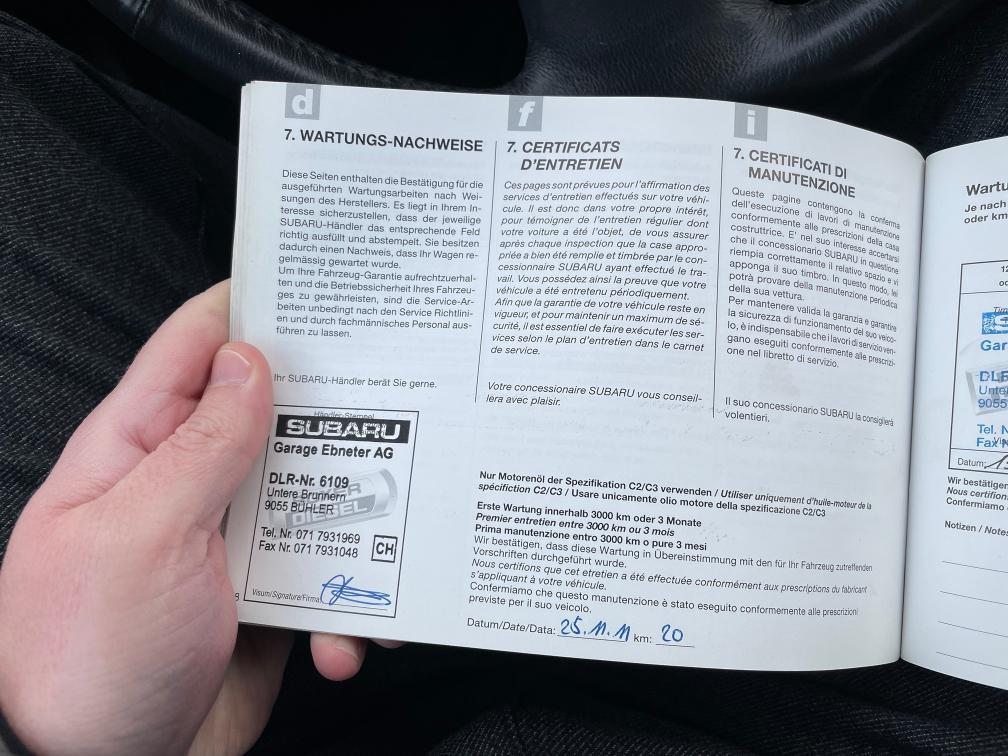 d
7. WARTUNGS-NACHWEISE
Diese Seiten enthalten die Bestätigung für die
ausgeführten Wartungsarbeiten nach Wei-
sungen des Herstellers. Es liegt in Ihrem In-
teresse sicherzustellen, dass der jeweilige
SUBARU-Händler das entsprechende Feld
richtig ausfüllt und abstempelt. Sie besitzen
dadurch einen Nachweis, dass Ihr Wagen re-
gelmässig gewartet wurde.
Um Ihre Fahrzeug-Garantie aufrechtzuerhal-
ten und die Betriebssicherheit Ihres Fahrzeu-
ges zu gewährleisten, sind die Service-Ar-
beiten unbedingt nach den Service Richtlini-
en und durch fachmännisches Personal aus-
führen zu lassen.
Ihr SUBARU-Händler berät Sie gerne.
Händler-Stempel
SUBARU
Garage Ebneter AG
DLR-Nr. 6109
Untere Brunnern
9055 BÜHLER
BOXER
DIESEL
Tel. Nr. 071 7931969
Fax Nr. 071 7931048
CH
Visum/Signature/Firma
8
f
7. CERTIFICATS
D'ENTRETIEN
Ces pages sont prévues pour l'affirmation des
services d'entretien effectués sur votre véhi-
cule. Il est donc dans votre propre intérêt,
pour témoigner de l'entretien régulier dont
votre voiture a été l'objet, de vous assurer
après chaque inspection que la case appro-
priée a bien été remplie et timbrée par le con-
cessionnaire SUBARU ayant effectué le tra-
vail. Vous possédez ainsi la preuve que votre
véhicule a été entretenu périodiquement.
Afin que la garantie de votre véhicule reste en
vigueur, et pour maintenir un maximum de sé-
curité, il est essentiel de faire exécuter les ser-
vices selon le plan d'entretien dans le carnet
de service.
Votre concessionaire SUBARU vous conseil-
lera avec plaisir.
i
7. CERTIFICATI DI
MANUTENZIONE
Queste pagine contengono la conferma
dell'esecuzione di lavori di manutenzione
conformemente alle prescrizioni della casa
costruttrice. E' nel suo interesse accertarsi
che il concessionario SUBARU in questione
riempia correttamente il relativo spazio e vi
apponga il suo timbro. In questo modo, lei
potrà provare della manutenzione periodica
della sua vettura.
Per mantenere valida la garanzia e garantire
la sicurezza di funzionamento del suo veico-
lo, è indispensabile che i lavori di servizio ven-
gano eseguiti conformemente alle prescrizi-
one nel libretto di servizio.
Il suo concessionario SUBARU la consiglierà
volentieri.
Nur Motorenöl der Spezifikation C2/C3 verwenden / Utiliser uniquement d'huile-moteur de la
spécifiction C2/C3 / Usare unicamente olio motore della spezificazione C2/C3
Erste Wartung innerhalb 3000 km oder 3 Monate
Premier entretien entre 3000 km ou 3 mois
Prima manutenzione entro 3000 km o pure 3 mesi
Wir bestätigen, dass diese Wartung in Übereinstimmung mit den für Ihr Fahrzeug zutreffenden
Vorschriften durchgeführt wurde.
Nous certifions que cet etretien a été effectuée conformément aux prescriptions du fabricant
s'appliquant à votre véhicule.
Confermiamo che questo manutenzione è stato eseguito conformemente alle prescrizioni
previste per il suo veicolo.
Datum/Date/Data: 25.11.11 km: 20
Wartu
Je nach
oder km
Gar
DLR
Untere
9055
Tel. N
Fax N
Datum:
Wir bestätigen
Nous certifion
Confermiamo
Notizen / Notes